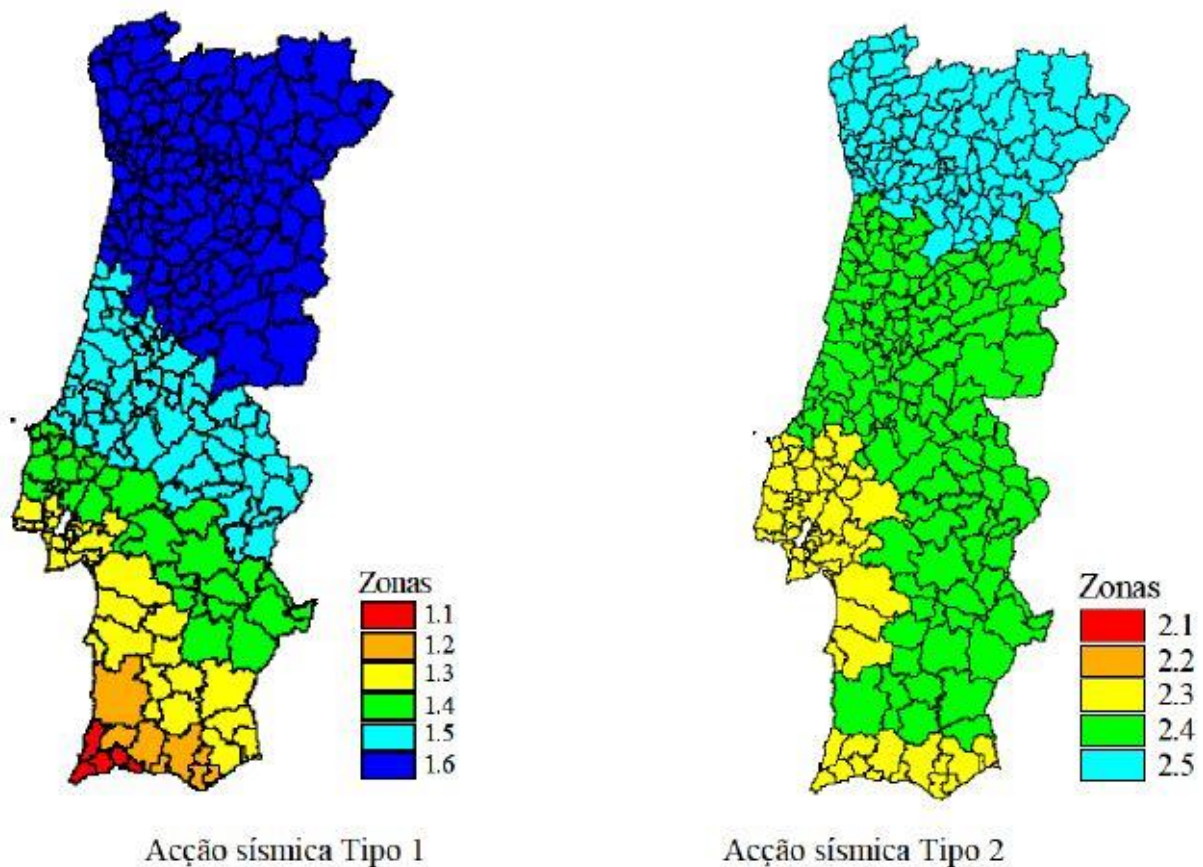 Zonas
1.1
1.2
1.3
1.4
1.5
1.6
Zonas
2.1
2.2
2.3
2.4
2.5
Acção sísmica Tipo 1
Acção sísmica Tipo 2